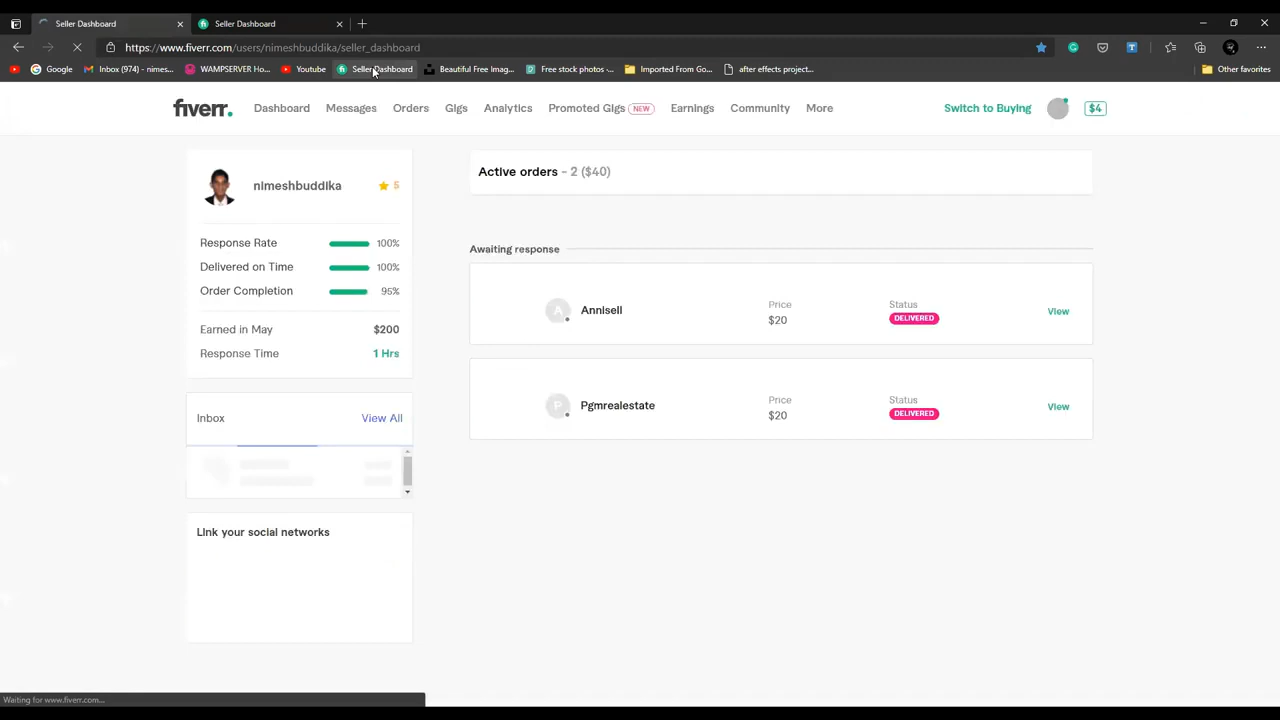 Seller Dashboard
Seller Dashboard
https://www.fiverr.com/users/nimeshbuddika/seller_dashboard
Google
Inbox (974) - nimes...
WAMPSERVER Ho...
Youtube
Seller Dashboard
Beautiful Free Imag...
Free stock photos -...
Imported From Go...
after effects project...
Other favorites
fiverr.
Dashboard
Messages
Orders
Gigs
Analytics
Promoted Gigs NEW
Earnings
Community
More
Switch to Buying
$4
nimeshbuddika
5
Response Rate 100%
Delivered on Time 100%
Order Completion 95%
Earned in May $200
Response Time 1 Hrs
Inbox View All
Link your social networks
Active orders - 2 ($40)
Awaiting response
A Annisell
Price
$20
Status
DELIVERED
View
P Pgmrealestate
Price
$20
Status
DELIVERED
View
Waiting for www.fiverr.com...